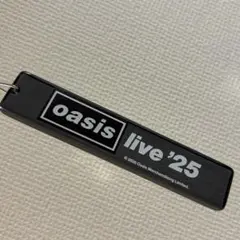 oasis live '25
© 2025 Oasis Merchandising Limited.